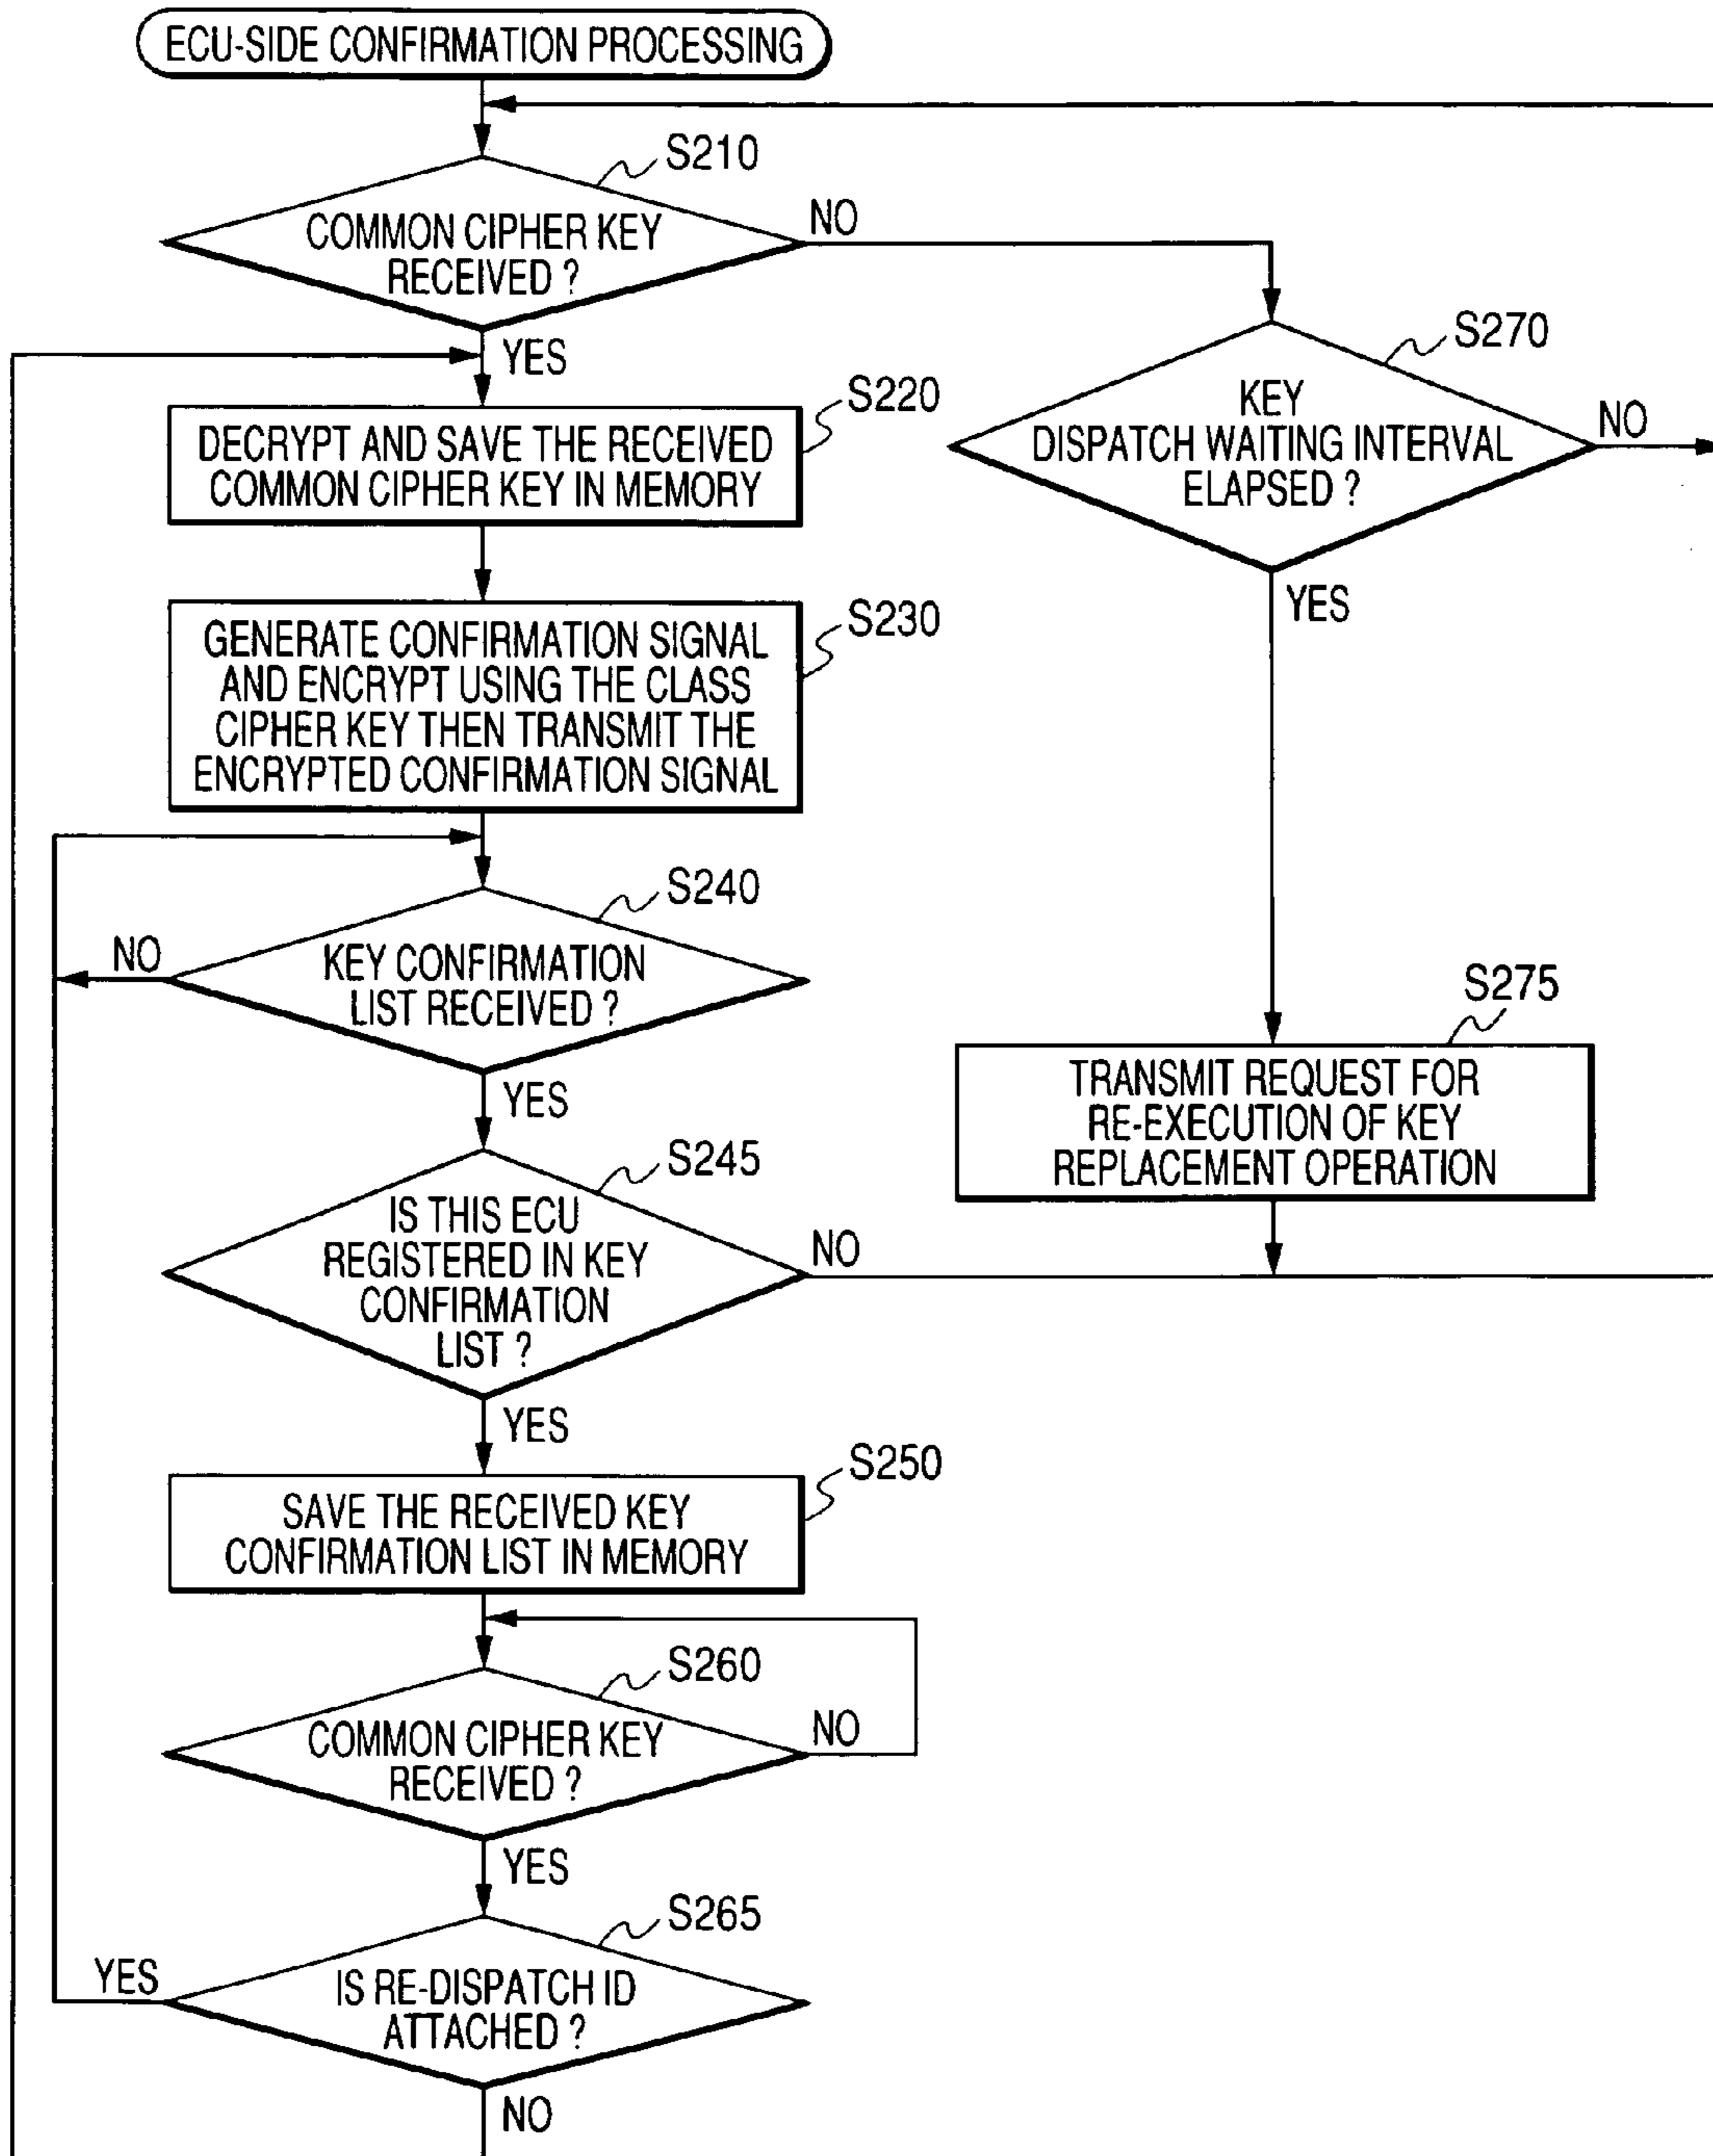 ECU-SIDE CONFIRMATION PROCESSING
S210
COMMON CIPHER KEY
RECEIVED ?
NO
YES
S270
KEY
DISPATCH WAITING INTERVAL
ELAPSED ?
NO
YES
S220
DECRYPT AND SAVE THE RECEIVED
COMMON CIPHER KEY IN MEMORY
S230
GENERATE CONFIRMATION SIGNAL
AND ENCRYPT USING THE CLASS
CIPHER KEY THEN TRANSMIT THE
ENCRYPTED CONFIRMATION SIGNAL
S240
NO
KEY CONFIRMATION
LIST RECEIVED ?
YES
S275
TRANSMIT REQUEST FOR
RE-EXECUTION OF KEY
REPLACEMENT OPERATION
S245
IS THIS ECU
REGISTERED IN KEY
CONFIRMATION
LIST ?
NO
YES
S250
SAVE THE RECEIVED KEY
CONFIRMATION LIST IN MEMORY
S260
COMMON CIPHER KEY
RECEIVED ?
NO
YES
S265
YES
IS RE-DISPATCH ID
ATTACHED ?
NO